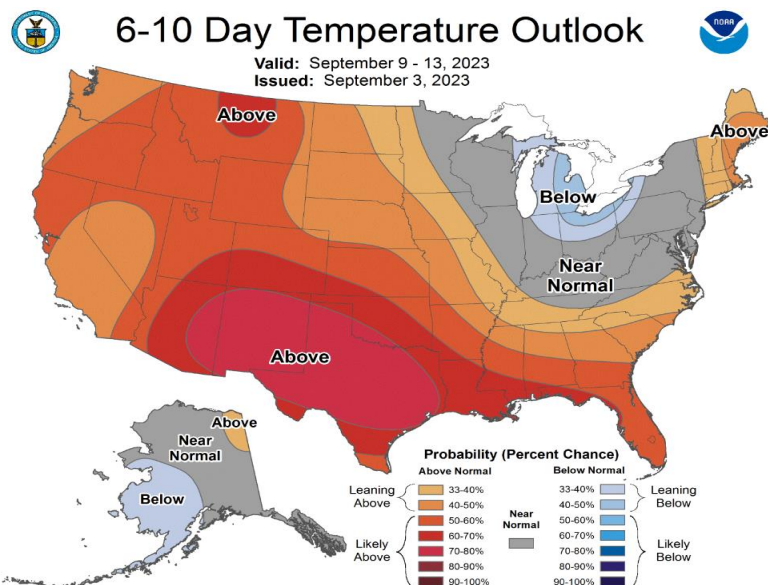 6-10 Day Temperature Outlook
NOAA
Valid: September 9 - 13, 2023
Issued: September 3, 2023
Above
Above
Below
Near
Normal
Above
Above
Near
Normal
Below
Probability (Percent Chance)
Above Normal
Below Normal
Leaning
Above
33-40%
40-50%
Likely
Above
50-60%
60-70%
70-80%
80-90%
90-100%
Near
Normal
33-40%
40-50%
Leaning
Below
50-60%
60-70%
70-80%
80-90%
90-100%
Likely
Below